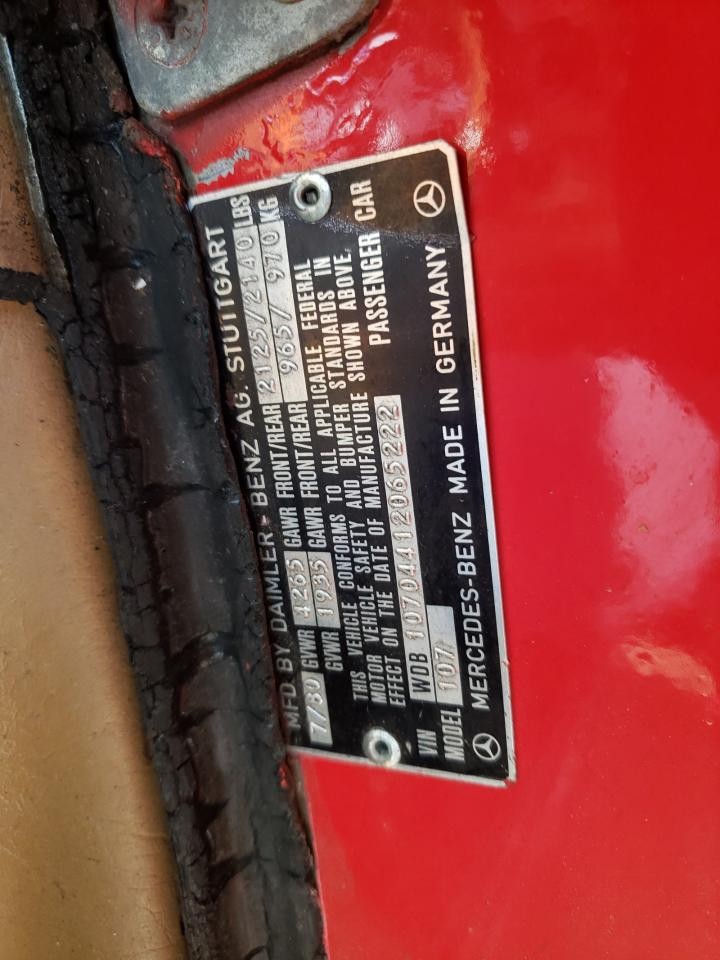 MFD. BY DAIMLER-BENZ AG. STUTTGART
7/80 GVWR 4265 GAWR FRONT/REAR 2125/2140 LBS
GVWR 1935 GAWR FRONT/REAR 965/ 970 KG
THIS VEHICLE CONFORMS TO ALL APPLICABLE FEDERAL
MOTOR VEHICLE SAFETY AND BUMPER STANDARDS IN
EFFECT ON THE DATE OF MANUFACTURE SHOWN ABOVE,
VIN WDB 10704412065222 PASSENGER CAR
MODEL 107
MERCEDES-BENZ MADE IN GERMANY